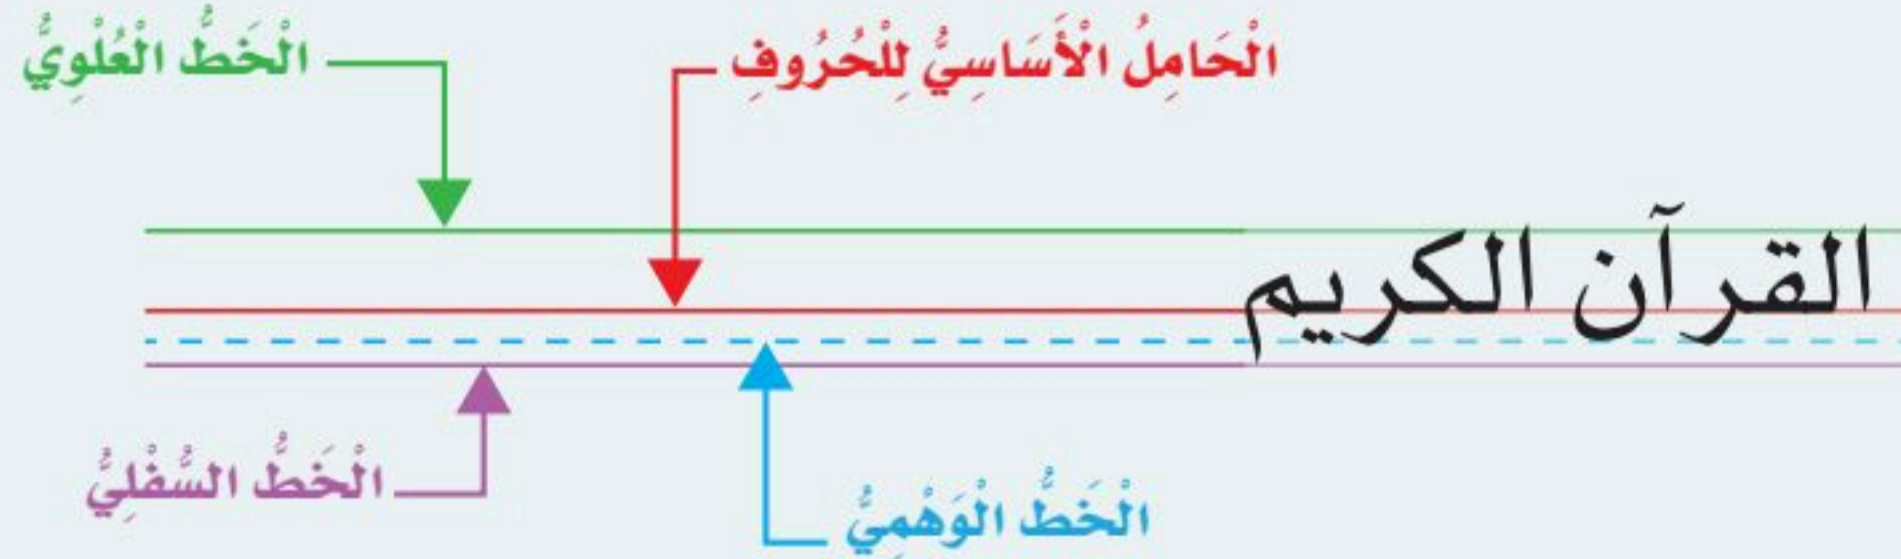 الْحَامِلُ الْأَسَاسِيُّ لِلْحُرُوفِ
الْخَطُّ الْعُلْوِيُّ
القرآن الكريم
الْخَطُّ السُّفْلِيُّ
الْخَطُّ الْوَهْمِيُّ